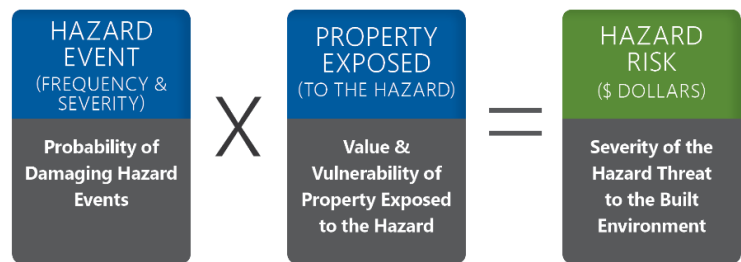 HAZARD
EVENT
(FREQUENCY &
SEVERITY)
Probability of
Damaging Hazard
Events
X
PROPERTY
EXPOSED
(TO THE HAZARD)
Value &
Vulnerability of
Property Exposed
to the Hazard
=
HAZARD
RISK
($ DOLLARS)
Severity of the
Hazard Threat
to the Built
Environment